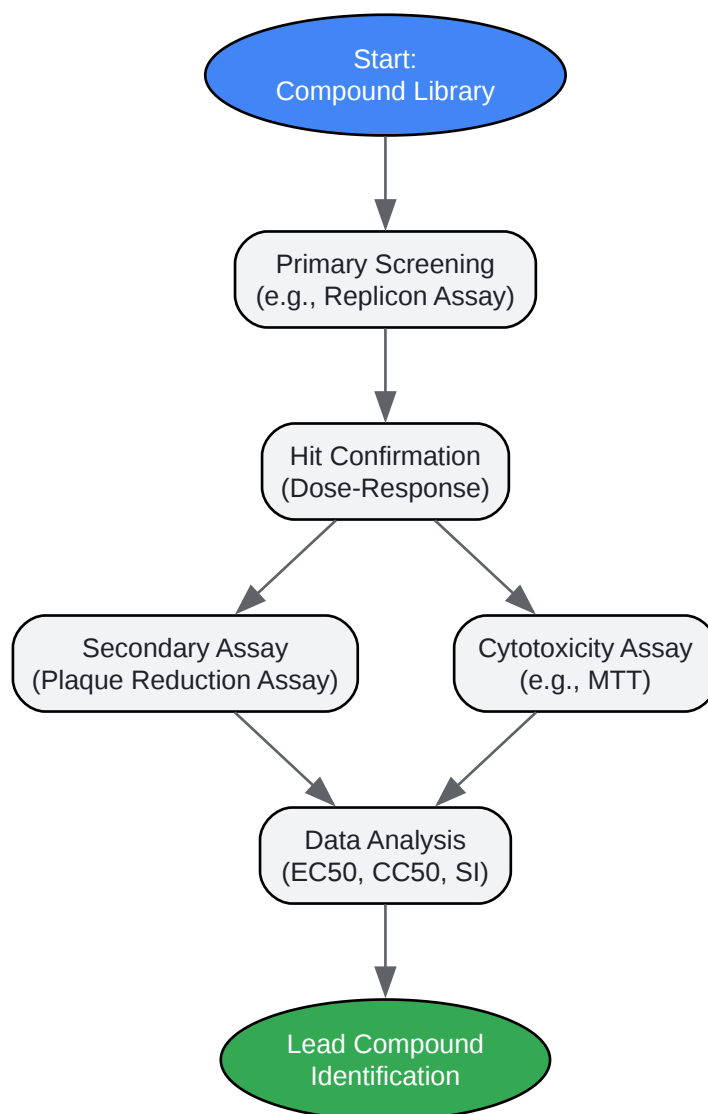 Start:
Compound Library
Primary Screening
(e.g., Replicon Assay)
Hit Confirmation
(Dose-Response)
Secondary Assay
(Plaque Reduction Assay)
Cytotoxicity Assay
(e.g., MTT)
Data Analysis
(EC50, CC50, SI)
Lead Compound
Identification